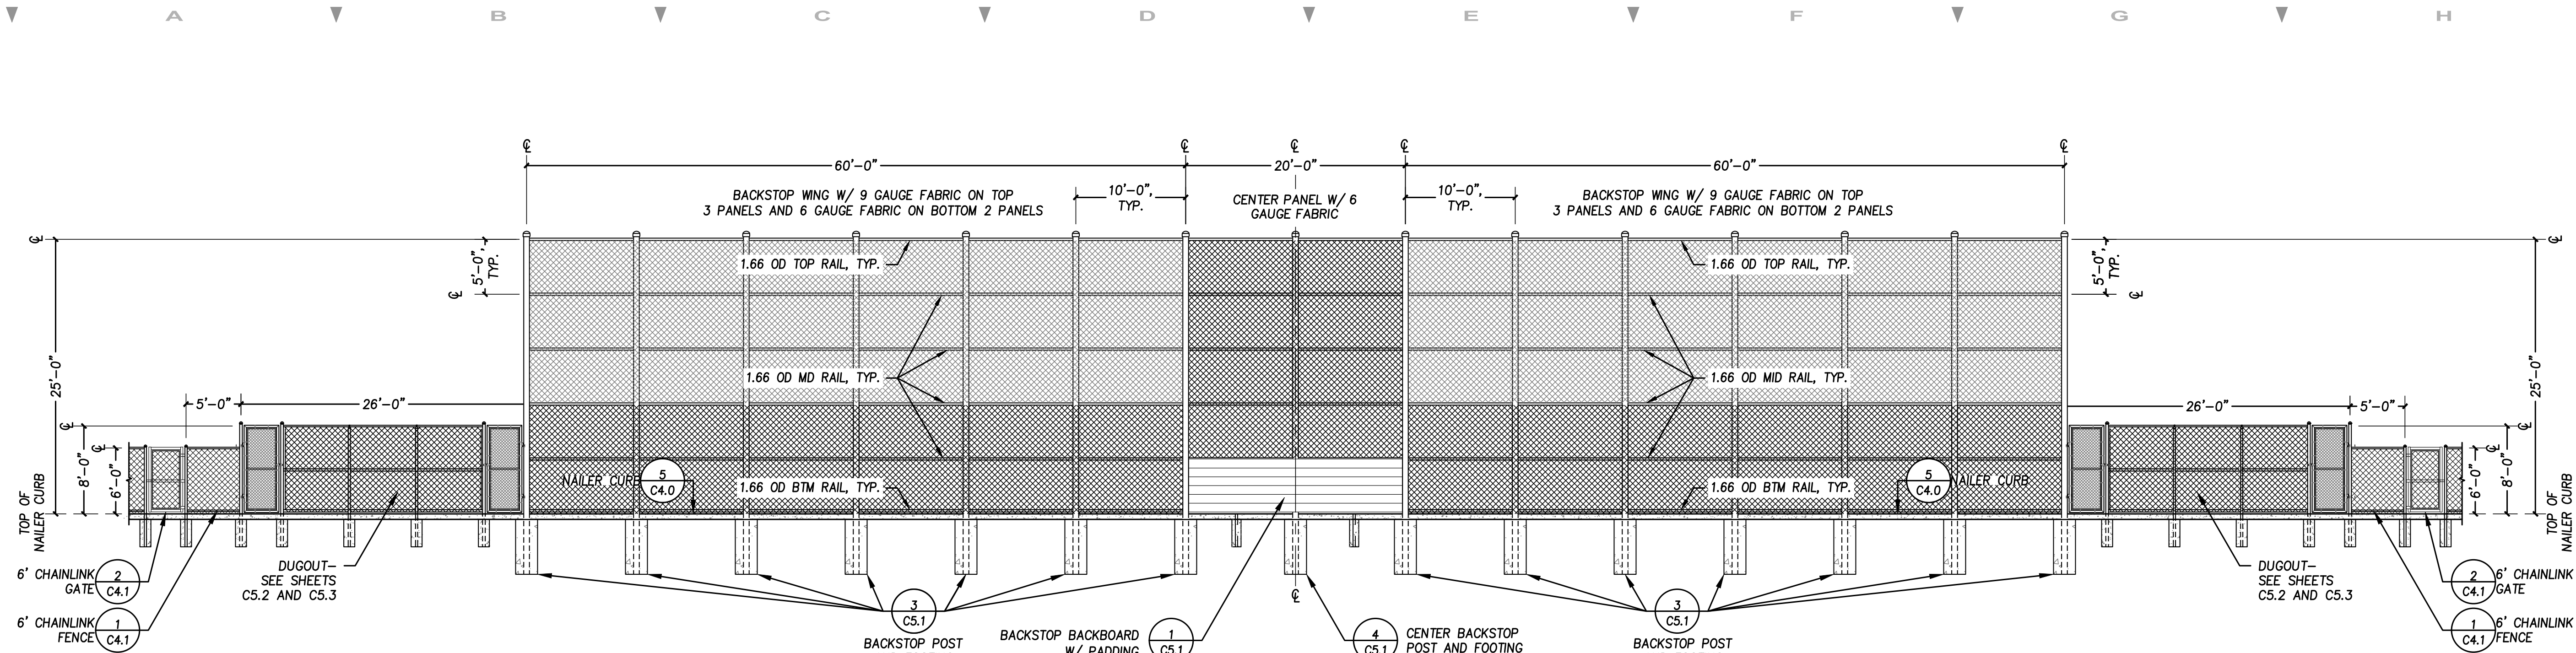 A B C D E F G H
60'-0"
20'-0"
60'-0"
BACKSTOP WING W/ 9 GAUGE FABRIC ON TOP
3 PANELS AND 6 GAUGE FABRIC ON BOTTOM 2 PANELS
10'-0",
TYP.
CENTER PANEL W/ 6
GAUGE FABRIC
10'-0",
TYP.
BACKSTOP WING W/ 9 GAUGE FABRIC ON TOP
3 PANELS AND 6 GAUGE FABRIC ON BOTTOM 2 PANELS
5'-0",
TYP.
1.66 OD TOP RAIL, TYP.
1.66 OD TOP RAIL, TYP.
5'-0",
TYP.
25'-0"
1.66 OD MD RAIL, TYP.
1.66 OD MID RAIL, TYP.
25'-0"
5'-0"
26'-0"
26'-0"
5'-0"
8'-0"
6'-0"
NAILER CURB
5
C4.0
1.66 OD BTM RAIL, TYP.
1.66 OD BTM RAIL, TYP.
5
C4.0
NAILER CURB
6'-0"
8'-0"
TOP OF
NAILER CURB
TOP OF
NAILER CURB
6' CHAINLINK
GATE
2
C4.1
DUGOUT-
SEE SHEETS
C5.2 AND C5.3
DUGOUT-
SEE SHEETS
C5.2 AND C5.3
2
C4.1
6' CHAINLINK
GATE
6' CHAINLINK
FENCE
1
C4.1
3
C5.1
BACKSTOP POST
BACKSTOP BACKBOARD
W/ PADDING
1
C5.1
4
C5.1
CENTER BACKSTOP
POST AND FOOTING
3
C5.1
BACKSTOP POST
1
C4.1
6' CHAINLINK
FENCE